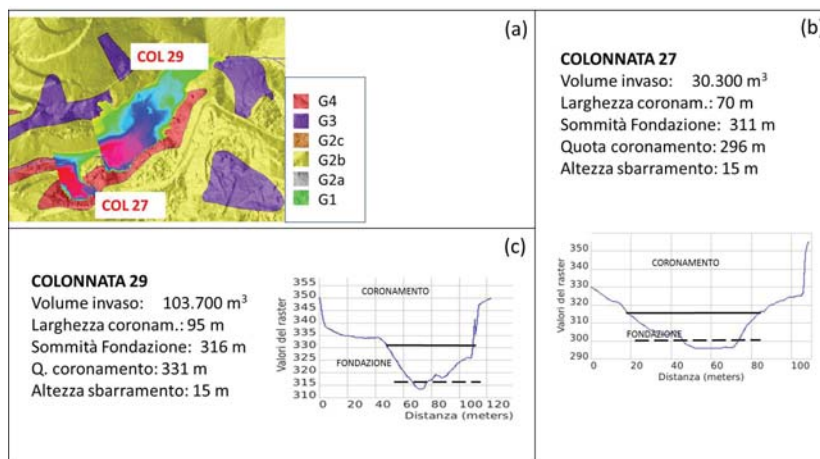 (a)
COL 29
COL 27
G4
G3
G2c
G2b
G2a
G1
(b)
COLONNATA 27
Volume invaso: 30.300 m³
Larghezza coronam.: 70 m
Sommità Fondazione: 311 m
Quota coronamento: 296 m
Altezza sbarramento: 15 m
Valori del raster
350
340
330
320
310
300
290
CORONAMENTO
FONDAZIONE
0 20 40 60 80 100
Distanza (meters)
(c)
COLONNATA 29
Volume invaso: 103.700 m³
Larghezza coronam.: 95 m
Sommità Fondazione: 316 m
Q. coronamento: 331 m
Altezza sbarramento: 15 m
Valori del raster
355
350
345
340
335
330
325
320
315
310
CORONAMENTO
FONDAZIONE
0 20 40 60 80 100 120
Distanza (meters)